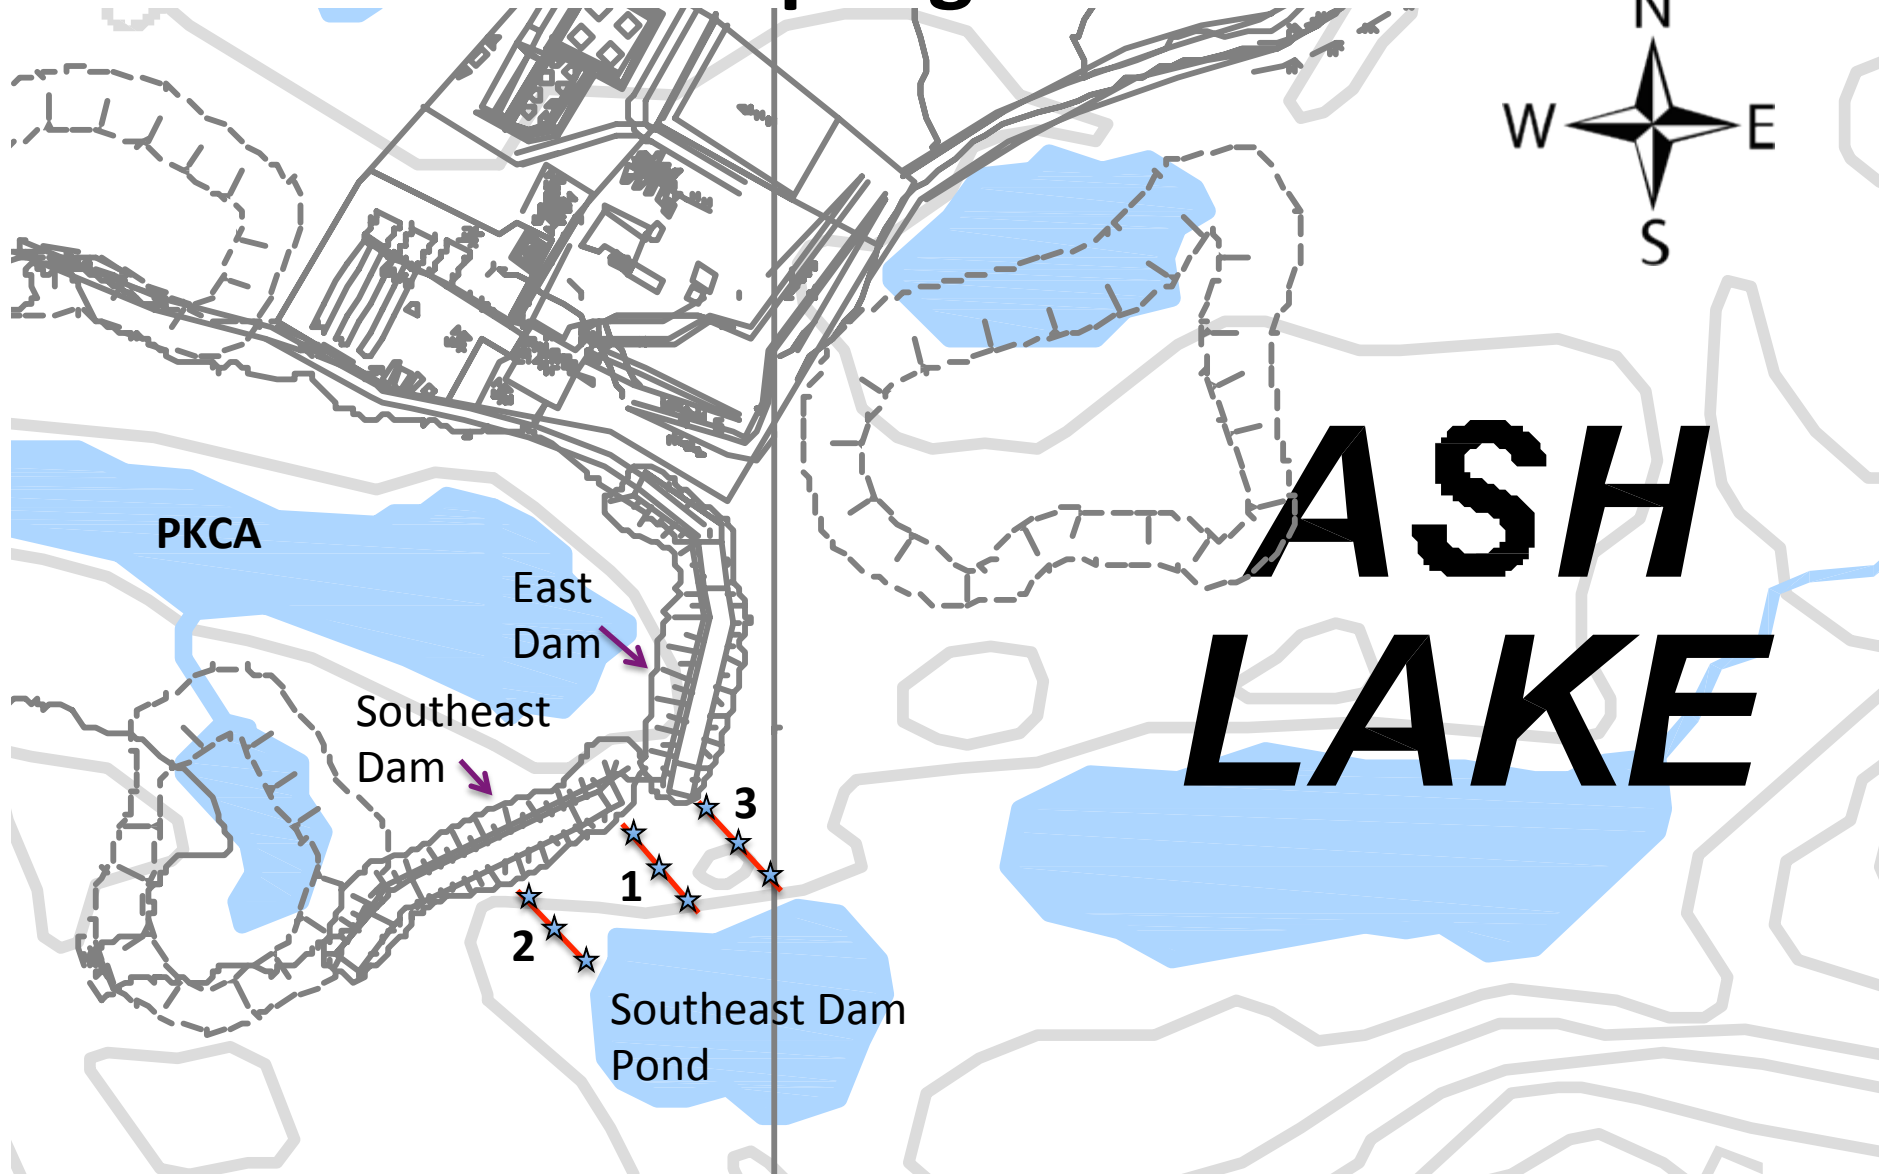 N
W E
S
ASH
LAKE
PKCA
East
Dam
Southeast
Dam
3
1
2
Southeast Dam
Pond